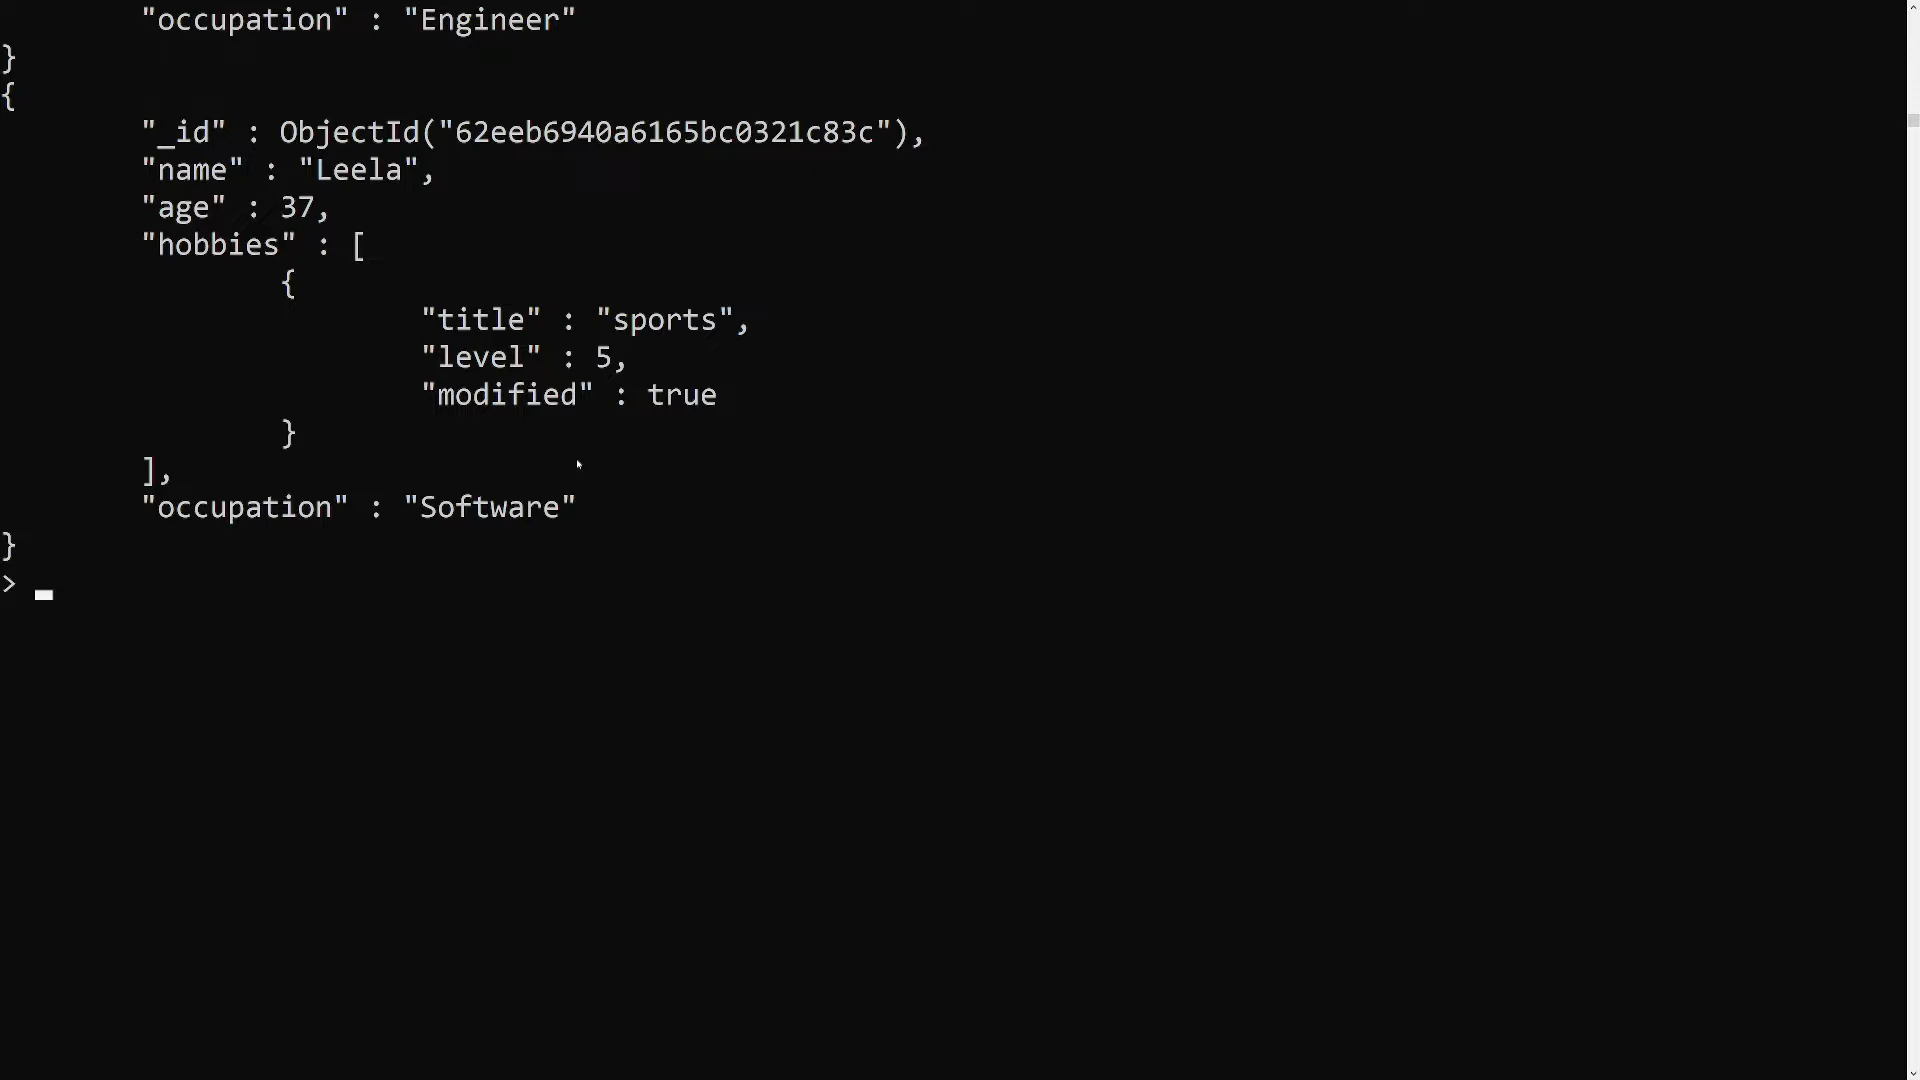 "occupation" : "Engineer"
}
{
"_id" : ObjectId("62eeb6940a6165bc0321c83c"),
"name" : "Leela",
"age" : 37,
"hobbies" : [
{
"title" : "sports",
"level" : 5,
"modified" : true
}
],
"occupation" : "Software"
}
>